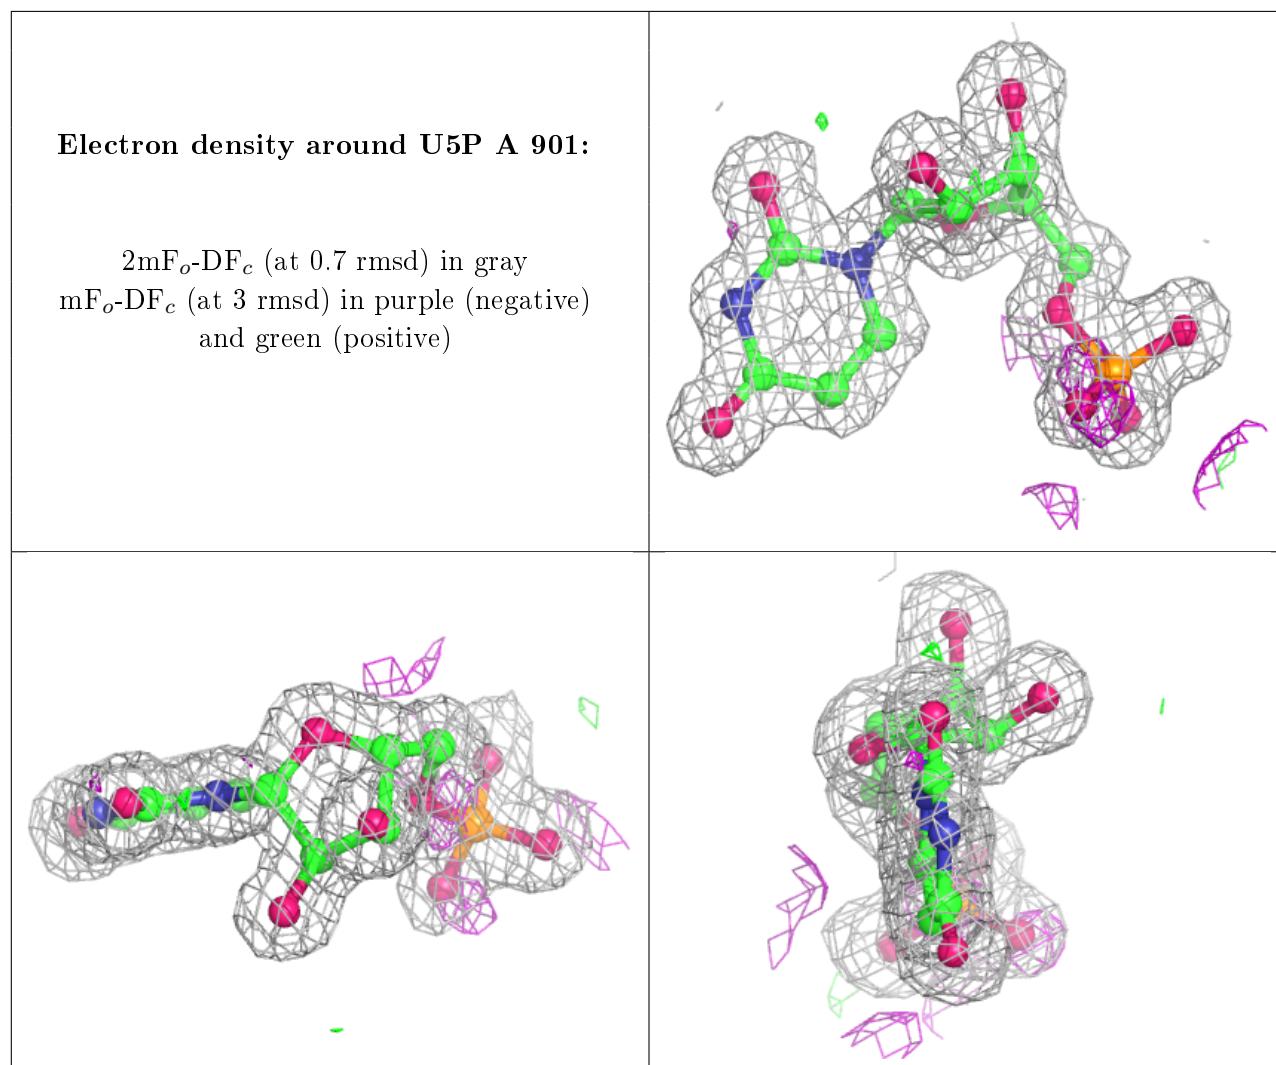 Electron density around U5P A 901:
2mFo-DFc (at 0.7 rmsd) in gray
mFo-DFc (at 3 rmsd) in purple (negative)
and green (positive)